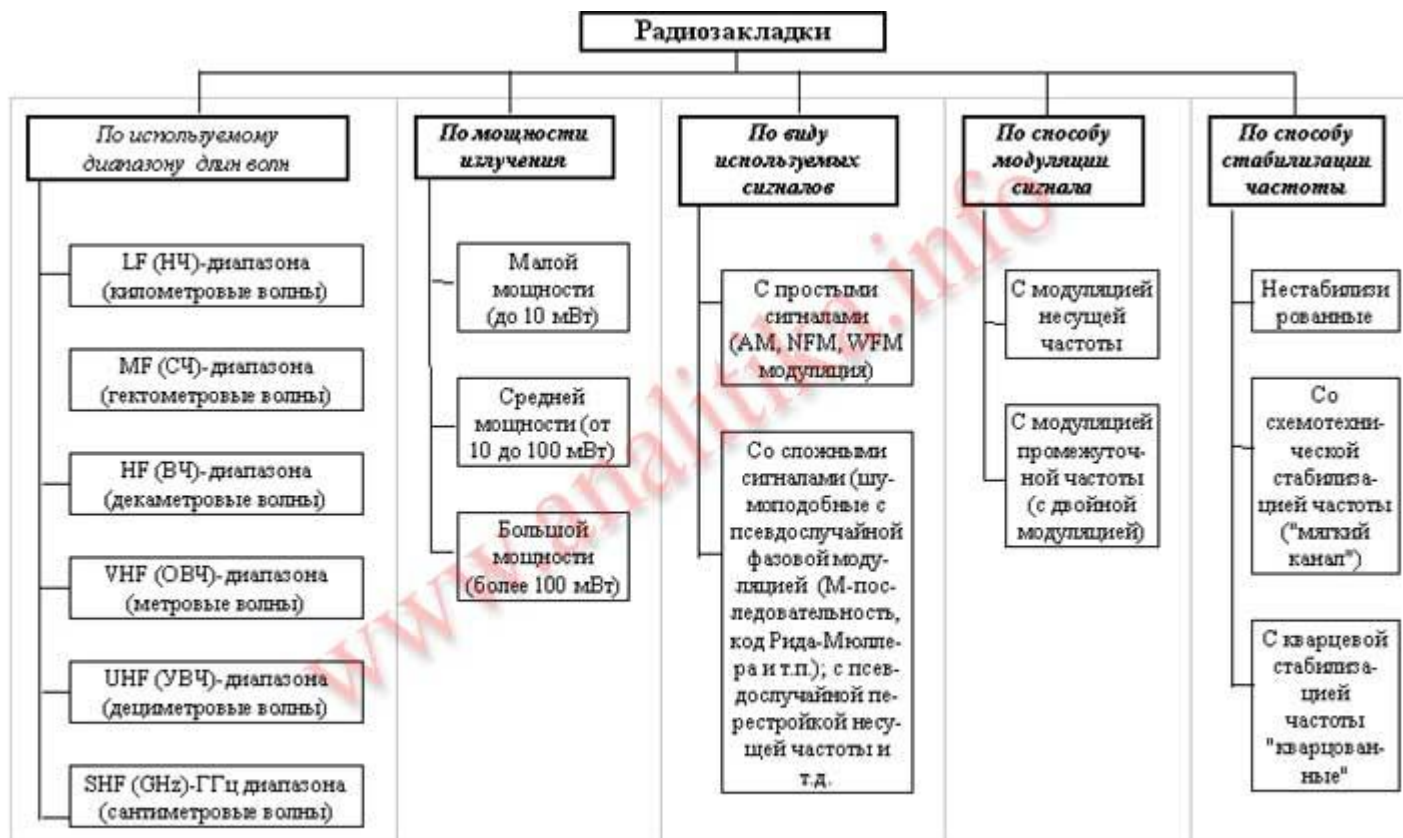 Радиозакладки
По используемому
диапазону длин волн
LF (НЧ)-диапазона
(километровые волны)
MF (СЧ)-диапазона
(гектометровые волны)
HF (ВЧ)-диапазона
(декаметровые волны)
VHF (ОВЧ)-диапазона
(метровые волны)
UHF (УВЧ)-диапазона
(дециметровые волны)
SHF (GHz)-ГГц диапазона
(сантиметровые волны)
По мощности
излучения
Малой
мощности
(до 10 мВт)
Средней
мощности (от
10 до 100 мВт)
Большой
мощности
(более 100 мВт)
По виду
используемых
сигналов
С простыми
сигналами
(AM, NFM, WFM
модуляция)
Со сложными
сигналами (шу-
моподобные с
псевдослучайной
фазовой моду-
ляцией (М-пос-
ледовательность,
код Рида-Мюлле-
ра и т.п.); с псев-
дослучайной пе-
рестройкой несу-
щей частоты и
т.д.
По способу
модуляции
сигнала
С модуляцией
несущей
частоты
С модуляцией
промежуточ-
ной частоты
(с двойной
модуляцией)
По способу
стабилизации
частоты
Нестабилизи
рованные
Со
схемотехни-
ческой
стабилиза-
цией частоты
("мягкий
канал")
С кварцевой
стабилиза-
цией
частоты
"кварцован-
ные"
www.analitika.info